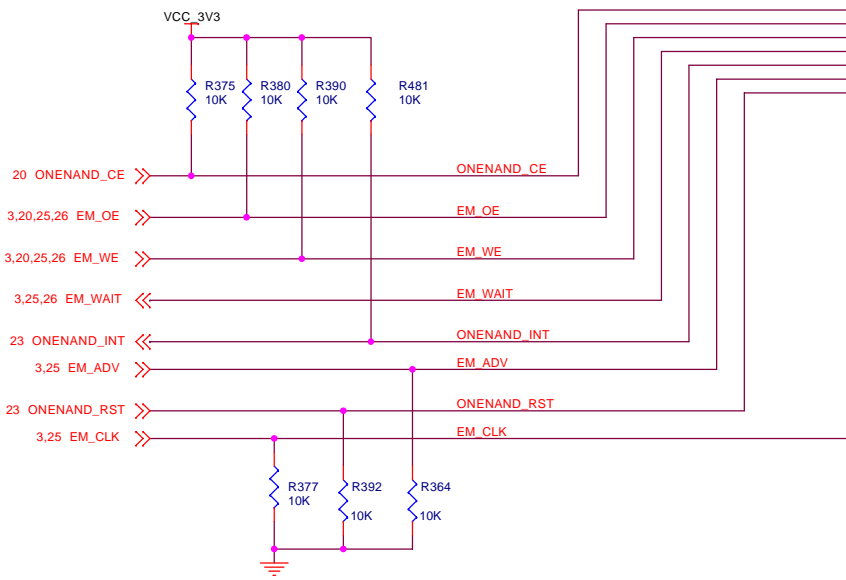 VCC_3V3
R375
10K
R380
10K
R390
10K
R481
10K
20 ONENAND_CE
ONENAND_CE
3,20,25,26 EM_OE
EM_OE
3,20,25,26 EM_WE
EM_WE
3,25,26 EM_WAIT
EM_WAIT
23 ONENAND_INT
ONENAND_INT
3,25 EM_ADV
EM_ADV
23 ONENAND_RST
ONENAND_RST
3,25 EM_CLK
EM_CLK
R377
10K
R392
10K
R364
10K